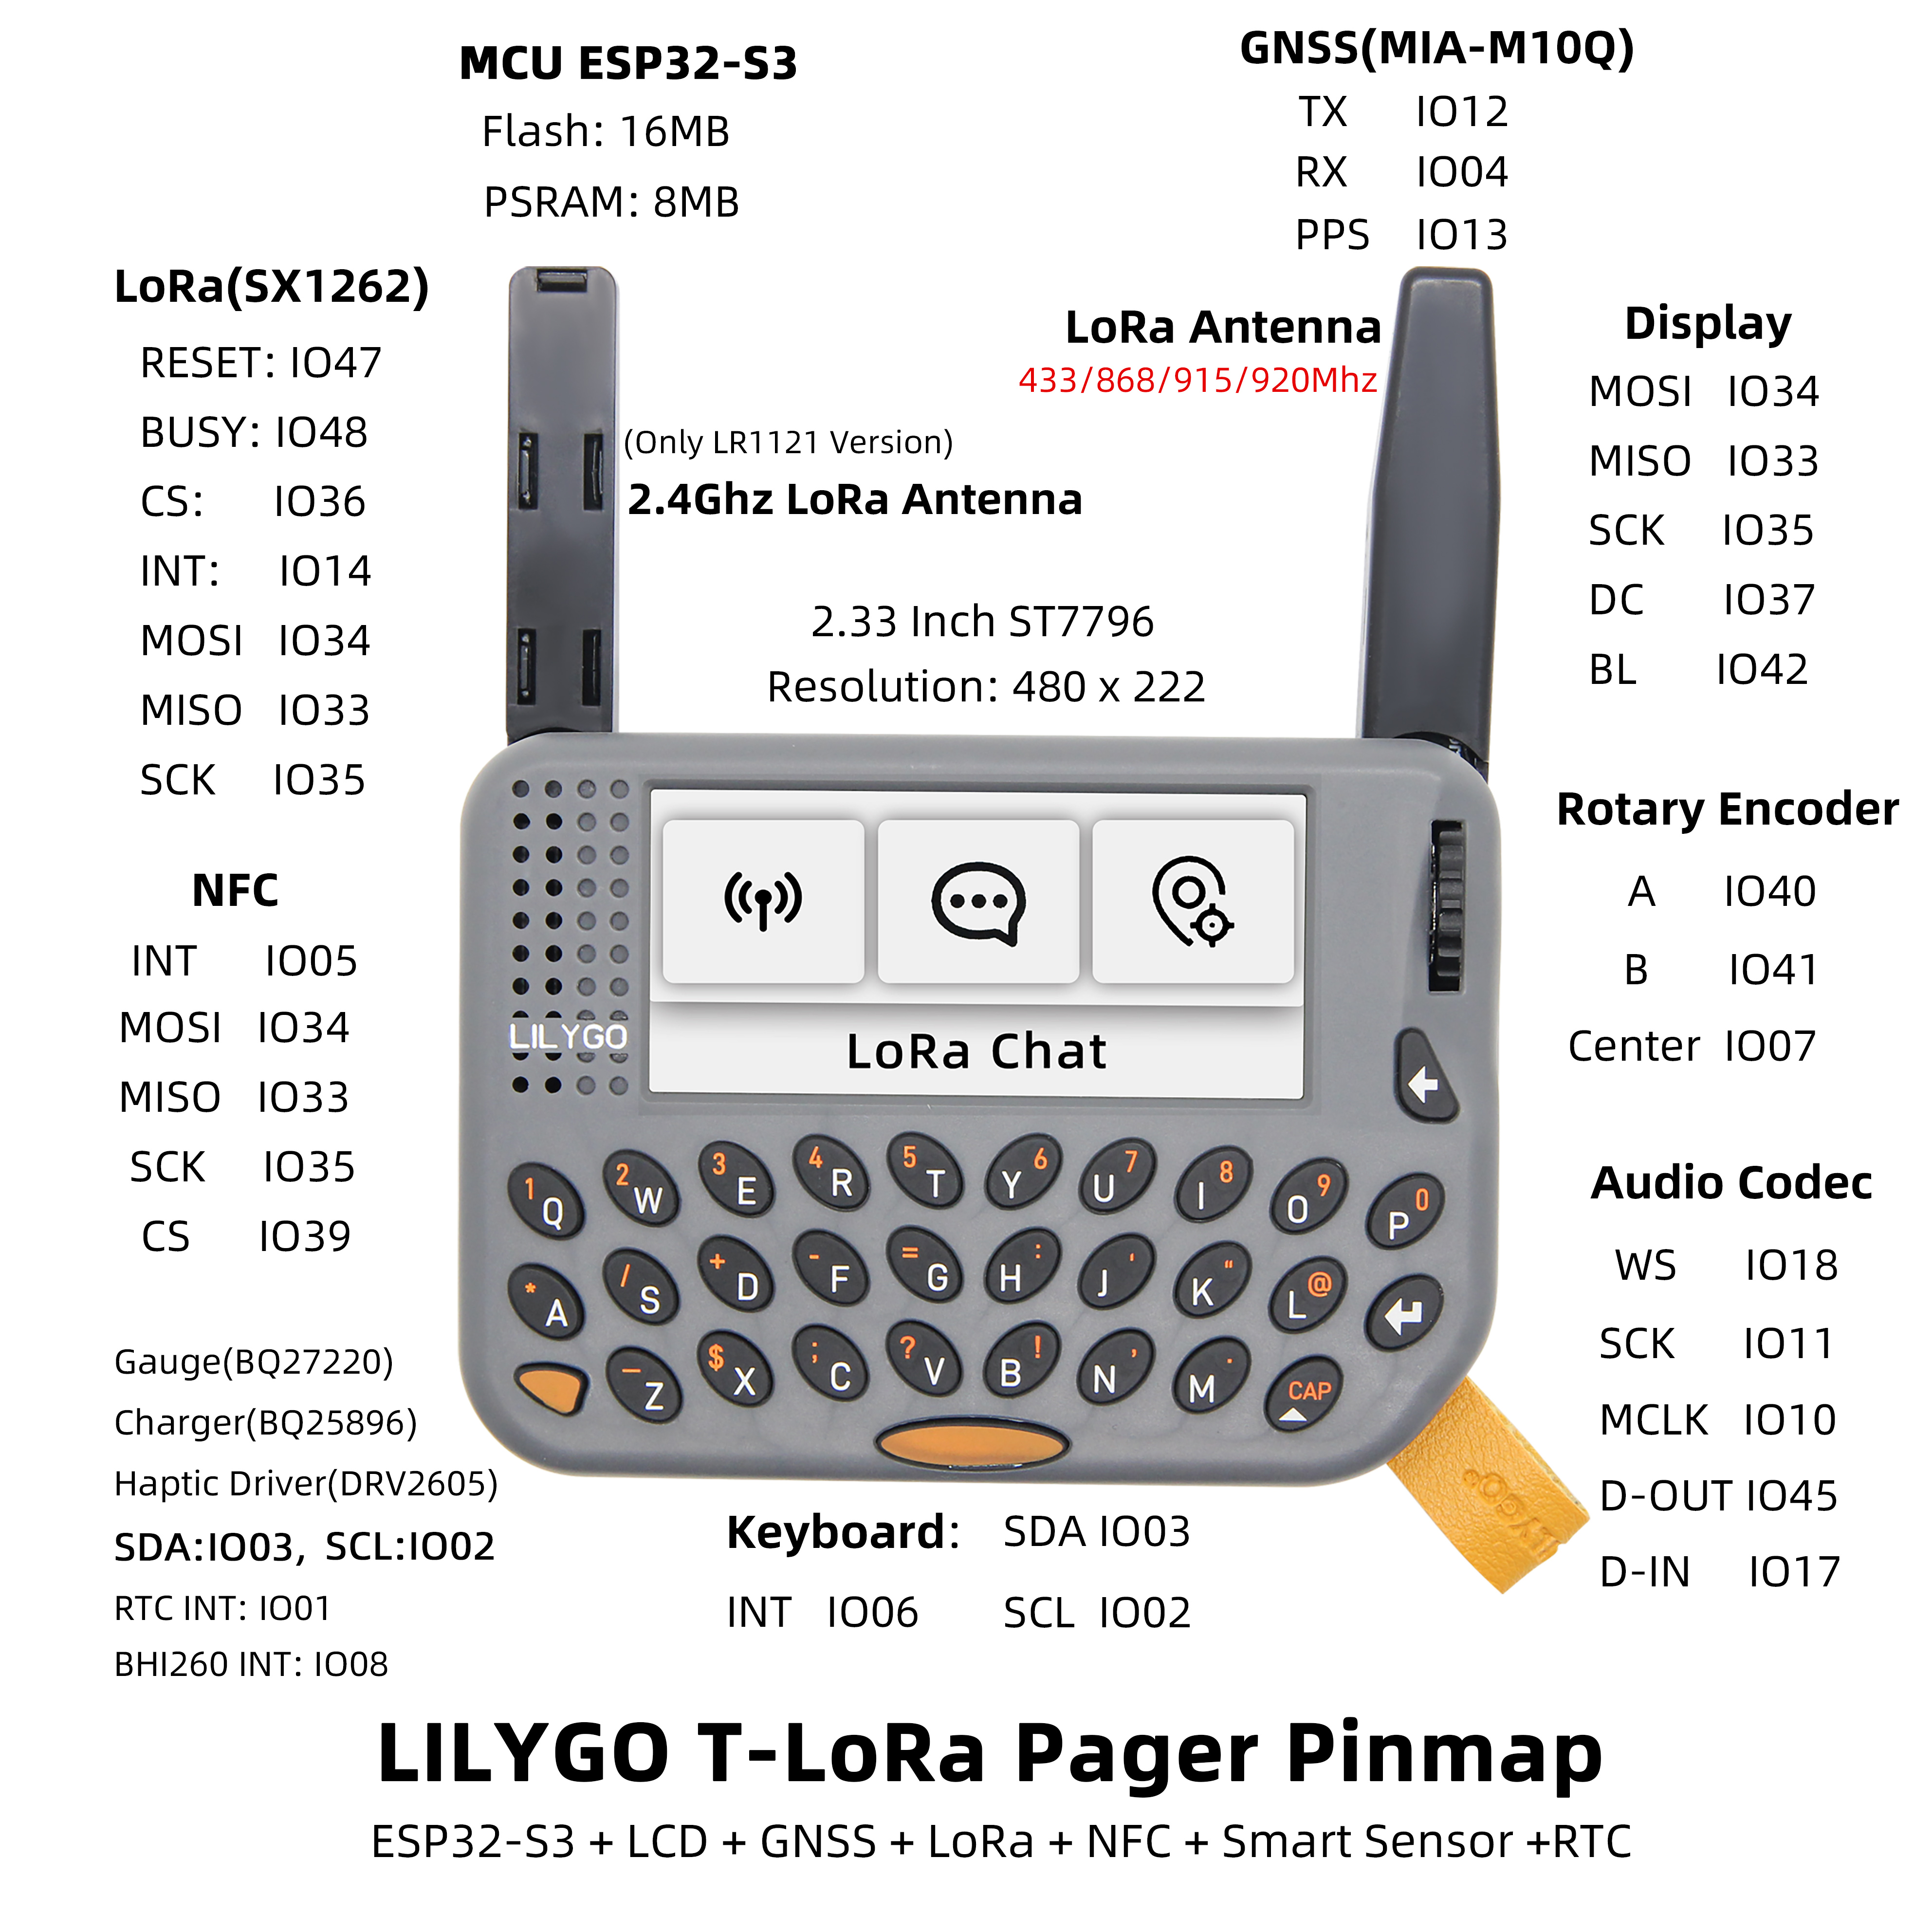 MCU ESP32-S3
Flash: 16MB
PSRAM: 8MB
GNSS(MIA-M10Q)
TX IO12
RX IO04
PPS IO13
LoRa(SX1262)
RESET: IO47
BUSY: IO48
CS: IO36
INT: IO14
MOSI IO34
MISO IO33
SCK IO35
LoRa Antenna
433/868/915/920Mhz
(Only LR1121 Version)
2.4Ghz LoRa Antenna
2.33 Inch ST7796
Resolution: 480 x 222
Display
MOSI IO34
MISO IO33
SCK IO35
DC IO37
BL IO42
Rotary Encoder
A IO40
B IO41
Center IO07
NFC
INT IO05
MOSI IO34
MISO IO33
SCK IO35
CS IO39
LILYGO
LoRa Chat
1 Q 2 W 3 E 4 R 5 T Y 6 U 7 I 8 O 9 P 0
* A / S + D - F = G H : J ' K “ L @
_ Z $ X ; C ? V B ! N , M . CAP
Audio Codec
WS IO18
SCK IO11
MCLK IO10
D-OUT IO45
D-IN IO17
Gauge(BQ27220)
Charger(BQ25896)
Haptic Driver(DRV2605)
SDA:IO03, SCL:IO02
RTC INT: IO01
BHI260 INT: IO08
Keyboard: SDA IO03
INT IO06 SCL IO02
LILYGO T-LoRa Pager Pinmap
ESP32-S3 + LCD + GNSS + LoRa + NFC + Smart Sensor +RTC